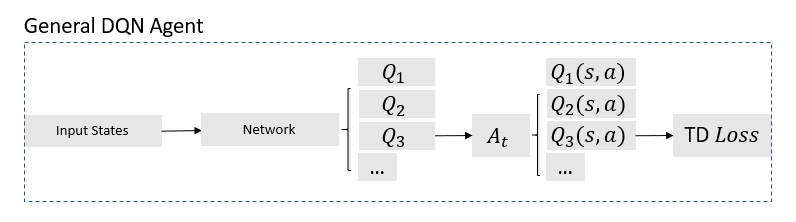 General DQN Agent
Input States
Network
Q₁
Q₂
Q₃
...
Aₜ
Q₁(s, a)
Q₂(s, a)
Q₃(s, a)
...
TD Loss